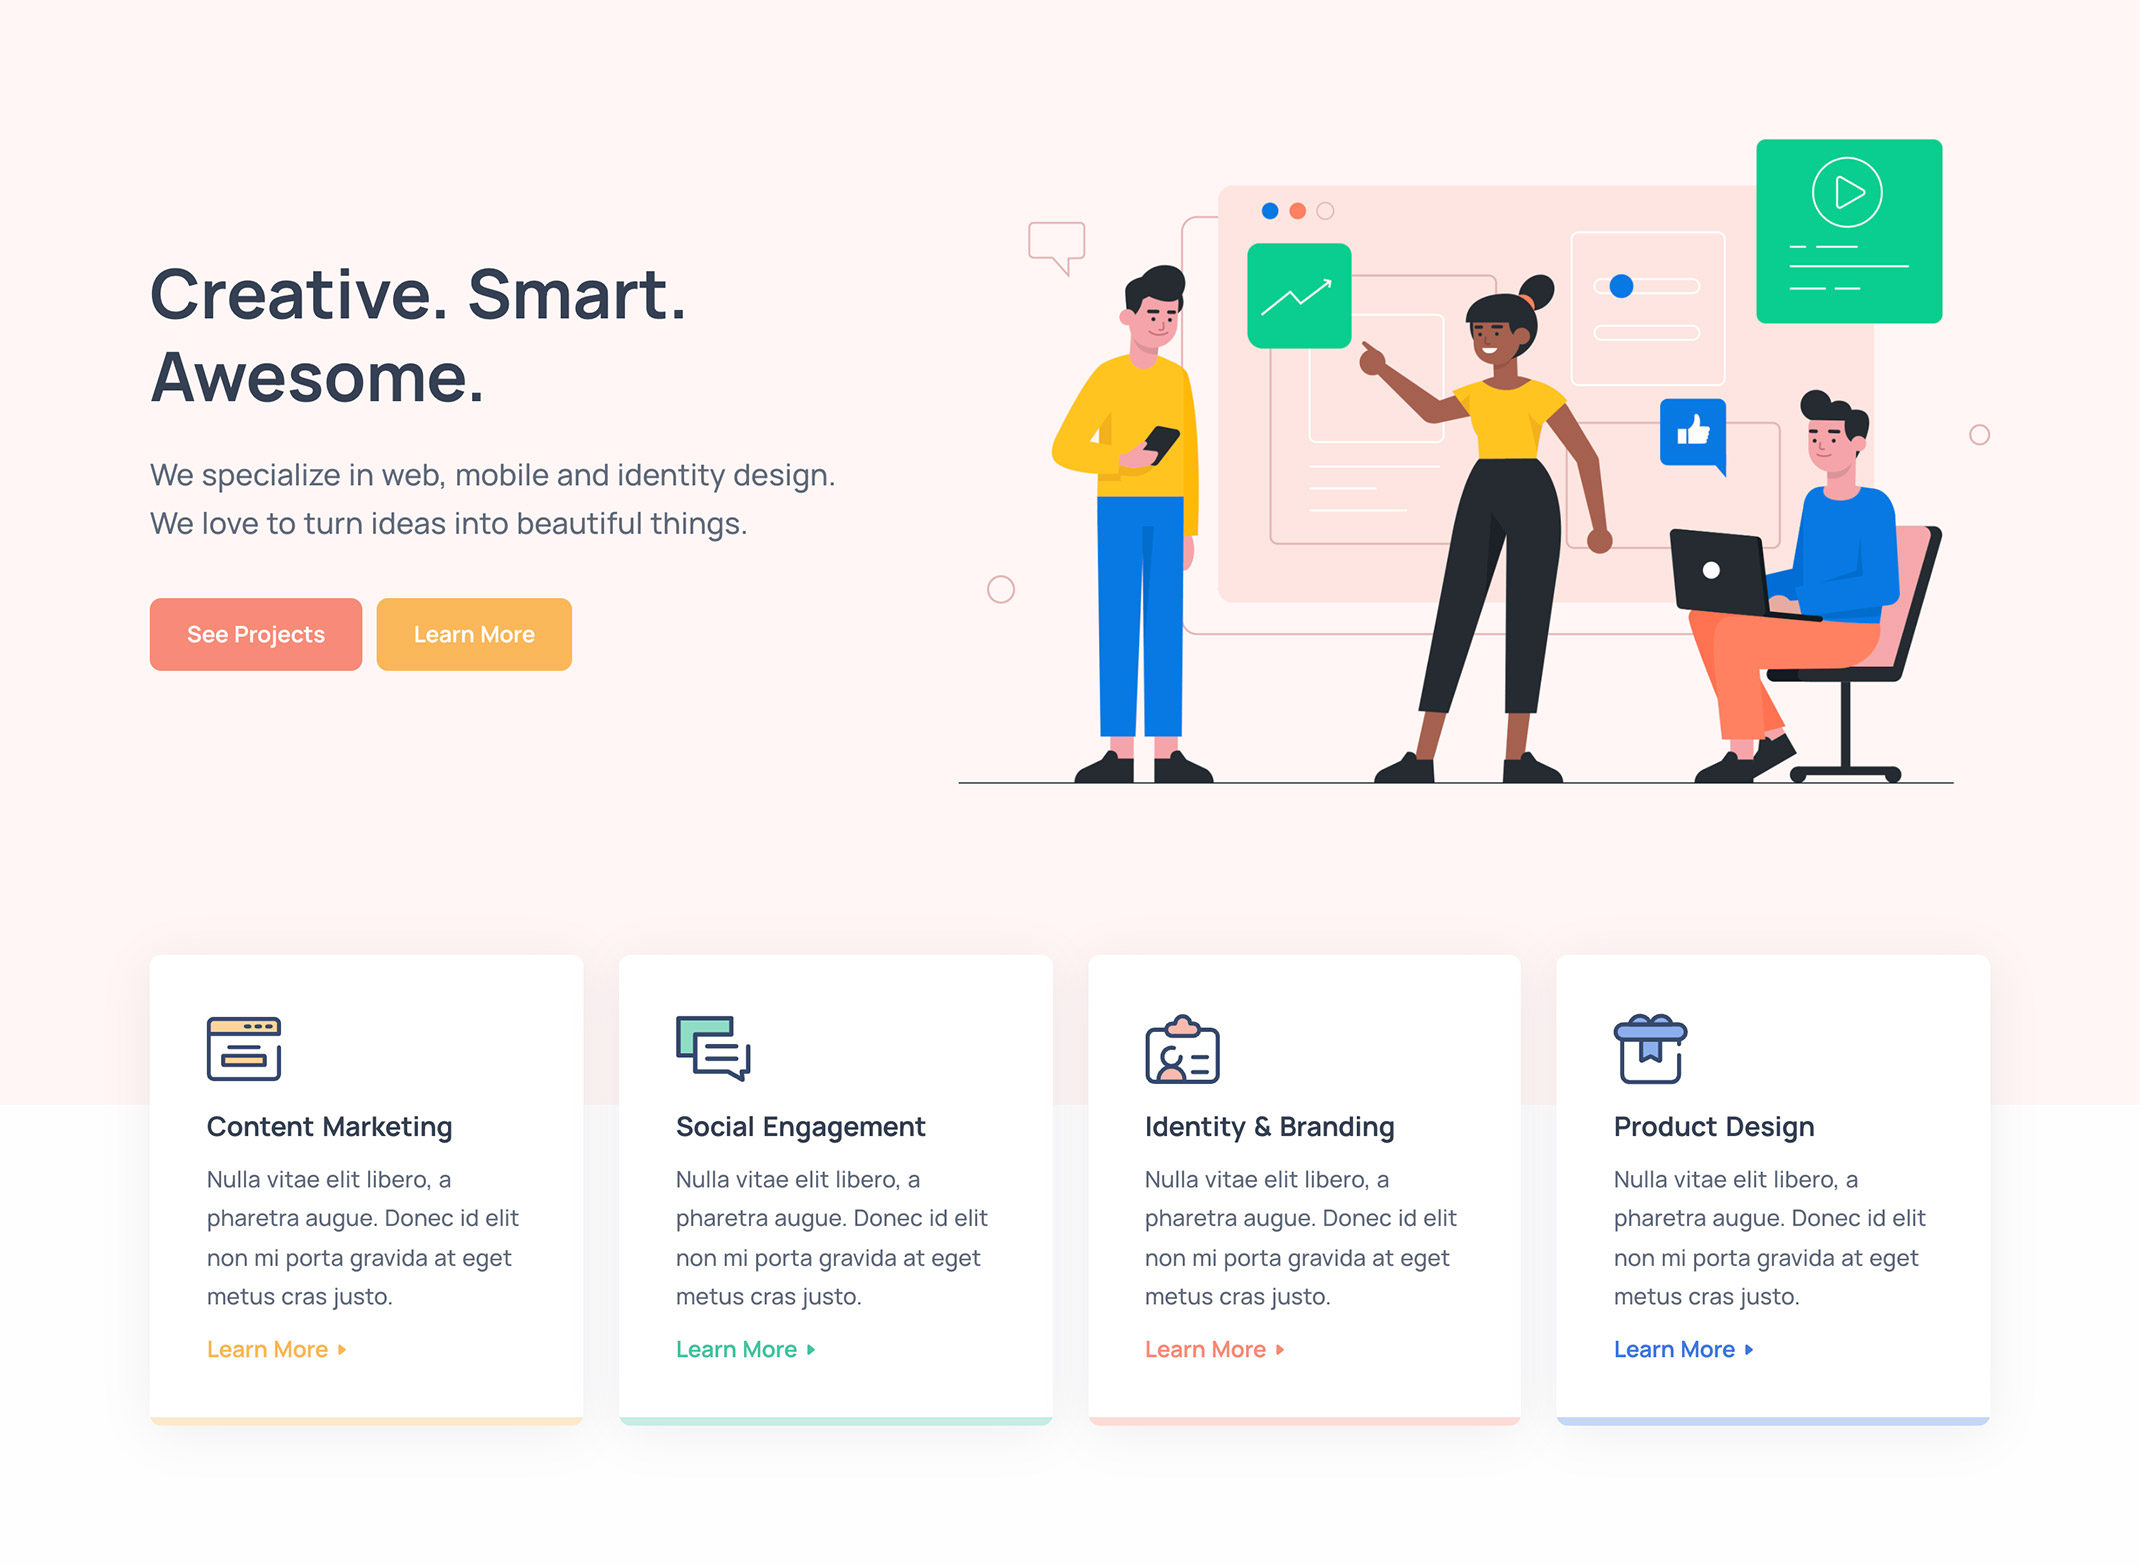 Creative. Smart.
Awesome.
We specialize in web, mobile and identity design.
We love to turn ideas into beautiful things.
See Projects
Learn More
Content Marketing
Nulla vitae elit libero, a
pharetra augue. Donec id elit
non mi porta gravida at eget
metus cras justo.
Learn More
Social Engagement
Nulla vitae elit libero, a
pharetra augue. Donec id elit
non mi porta gravida at eget
metus cras justo.
Learn More
Identity & Branding
Nulla vitae elit libero, a
pharetra augue. Donec id elit
non mi porta gravida at eget
metus cras justo.
Learn More
Product Design
Nulla vitae elit libero, a
pharetra augue. Donec id elit
non mi porta gravida at eget
metus cras justo.
Learn More